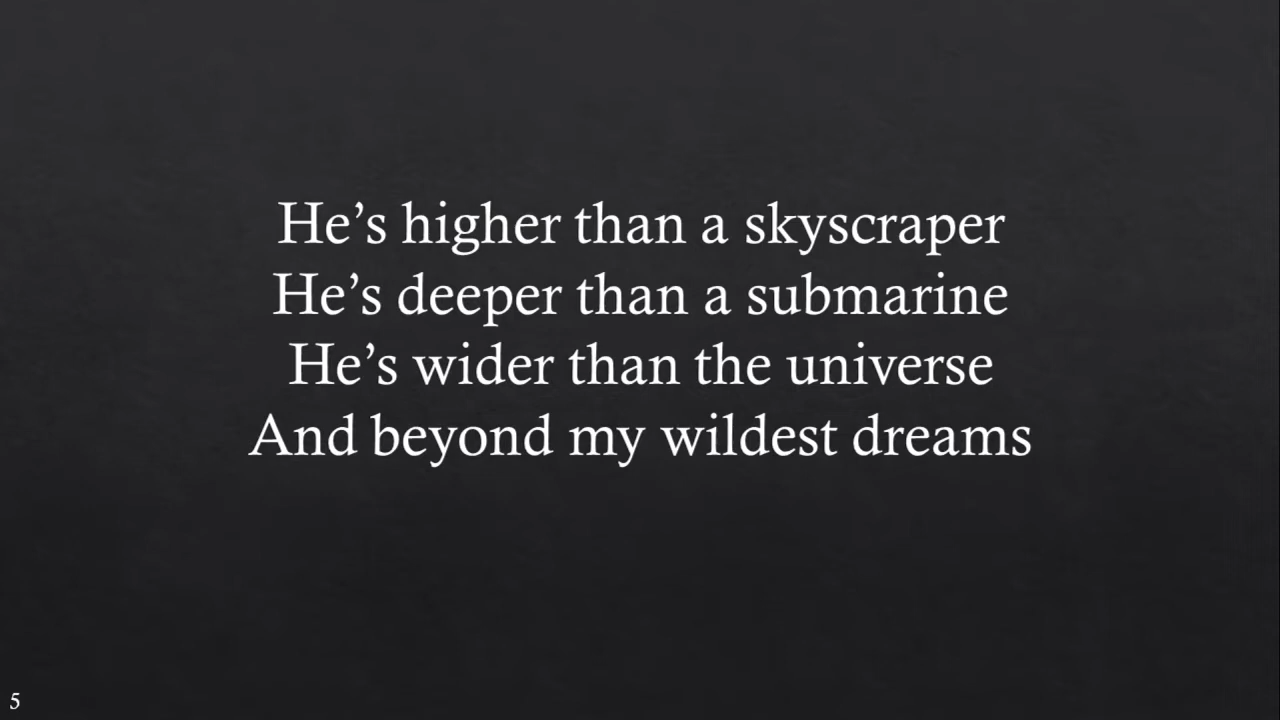 He’s higher than a skyscraper
He’s deeper than a submarine
He’s wider than the universe
And beyond my wildest dreams
5